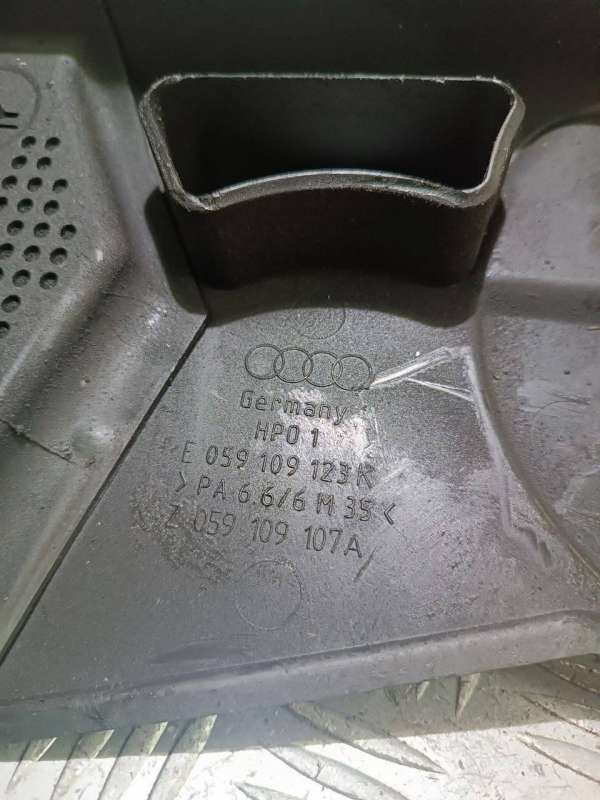 Germany
HPO 1
E 059 109 123 K
> PA 6.6/6 M 35 <
Z 059 109 107A